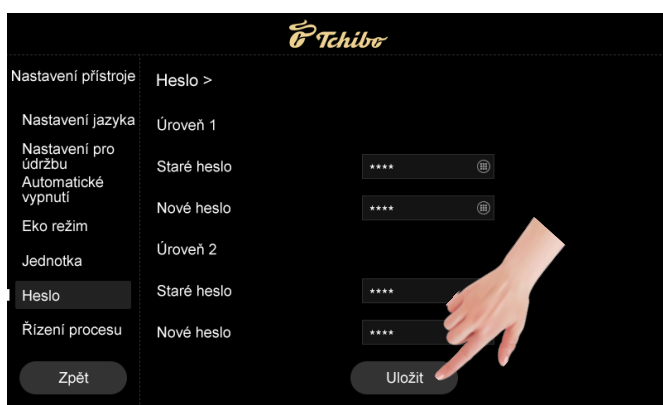 Tchibo
Nastavení přístroje
Heslo >
Nastavení jazyka
Úroveň 1
Nastavení pro
údržbu
Staré heslo
****
Automatické
vypnutí
Nové heslo
****
Eko režim
Úroveň 2
Jednotka
Heslo
Staré heslo
****
Řízení procesu
Nové heslo
****
Zpět
Uložit